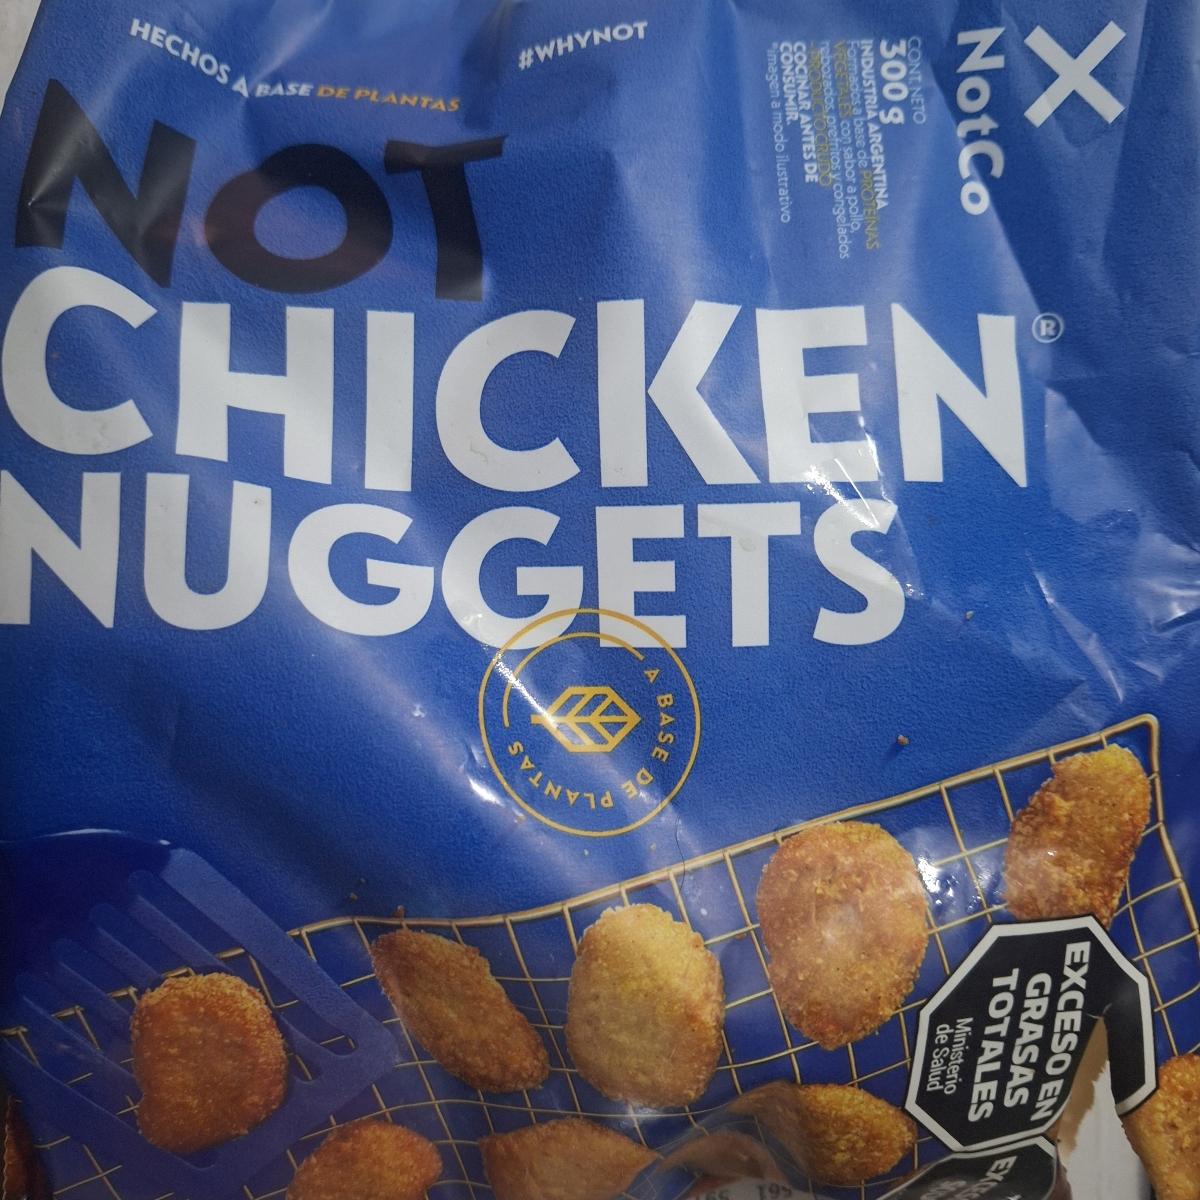 HECHOS A BASE DE PLANTAS
#WHYNOT
NOT
CHICKEN®
NUGGETS
NotCo
CONT. NETO
300 g
INDUSTRIA ARGENTINA
Formados a base de PROTEÍNAS
VEGETALES con sabor a pollo,
rebozados, prefritos y congelados
PRODUCTO CRUDO
COCINAR ANTES DE
CONSUMIR.
*Imagen a modo ilustrativo
A BASE DE PLANTAS
EXCESO EN
GRASAS
TOTALES
Ministerio
de Salud